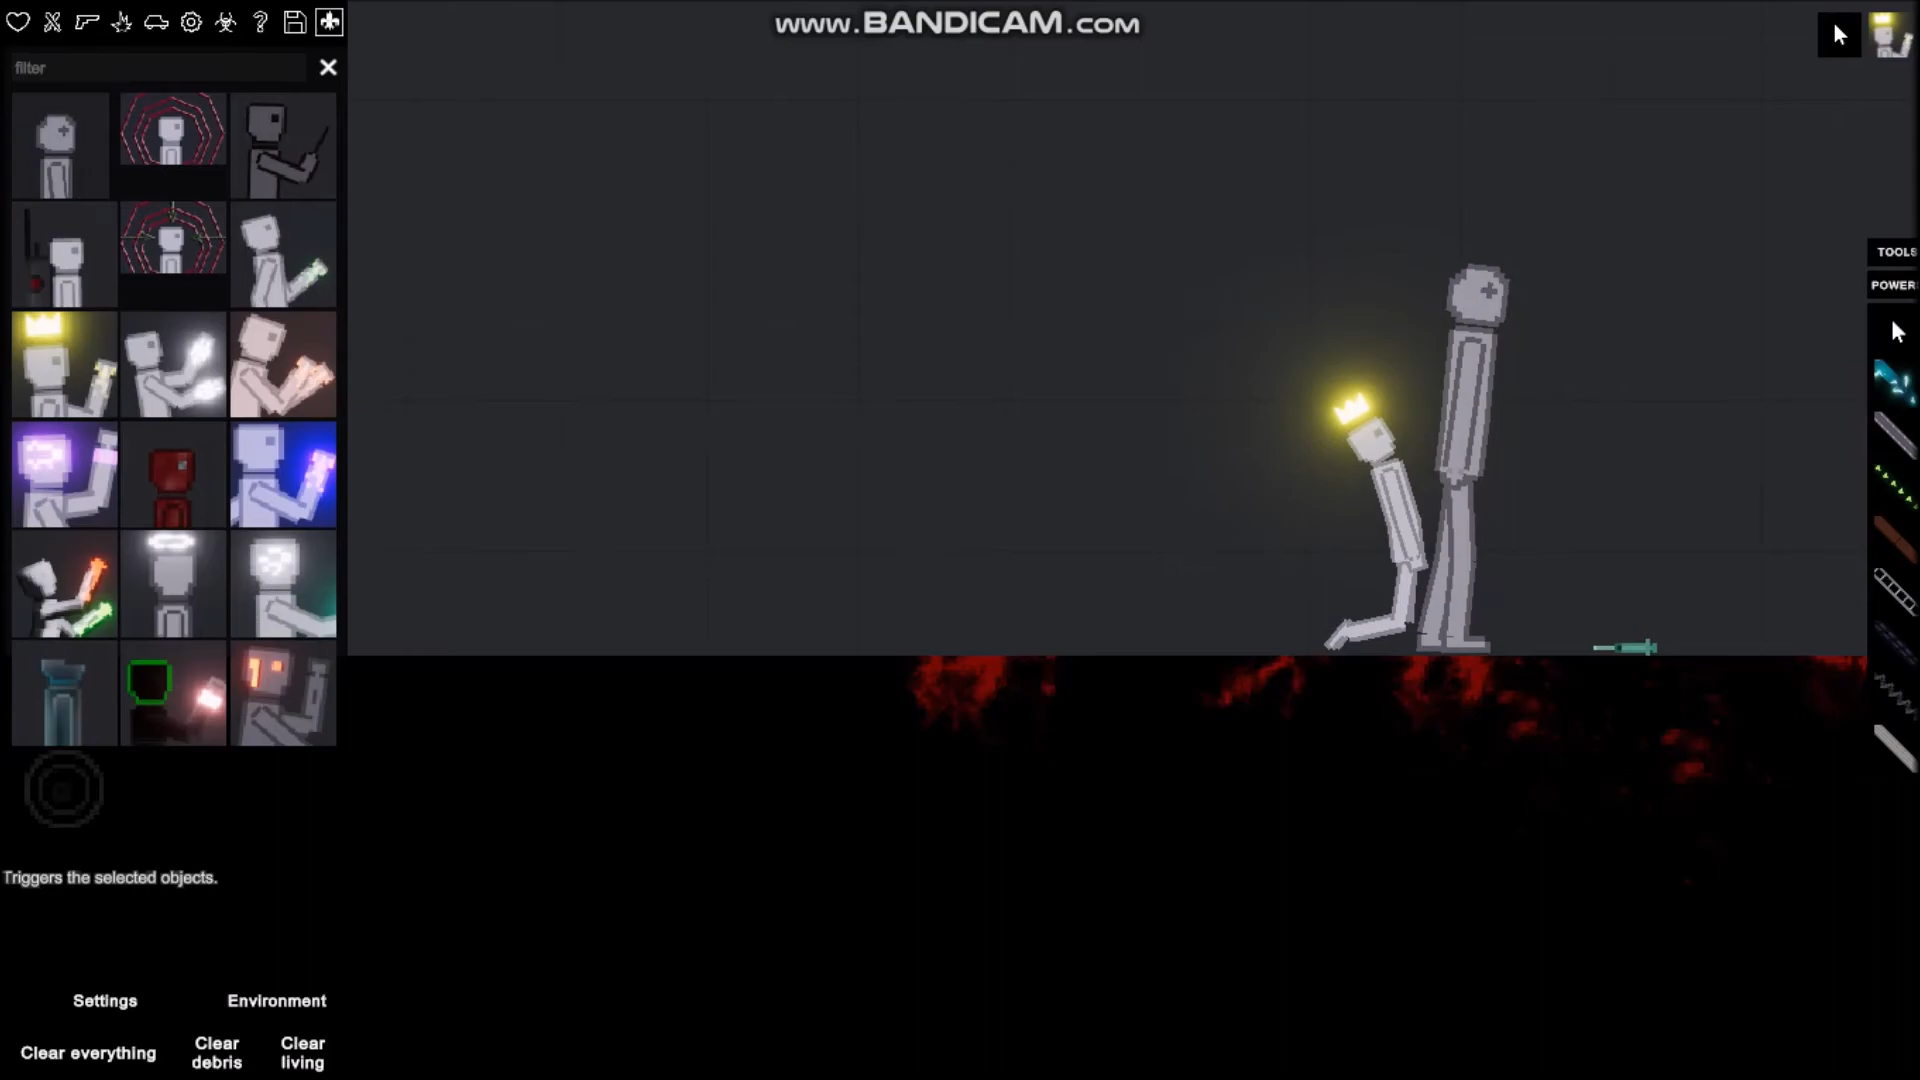 www.BANDICAM.com
filter
TOOLS
POWER
Triggers the selected objects.
Settings
Environment
Clear everything
Clear debris
Clear living